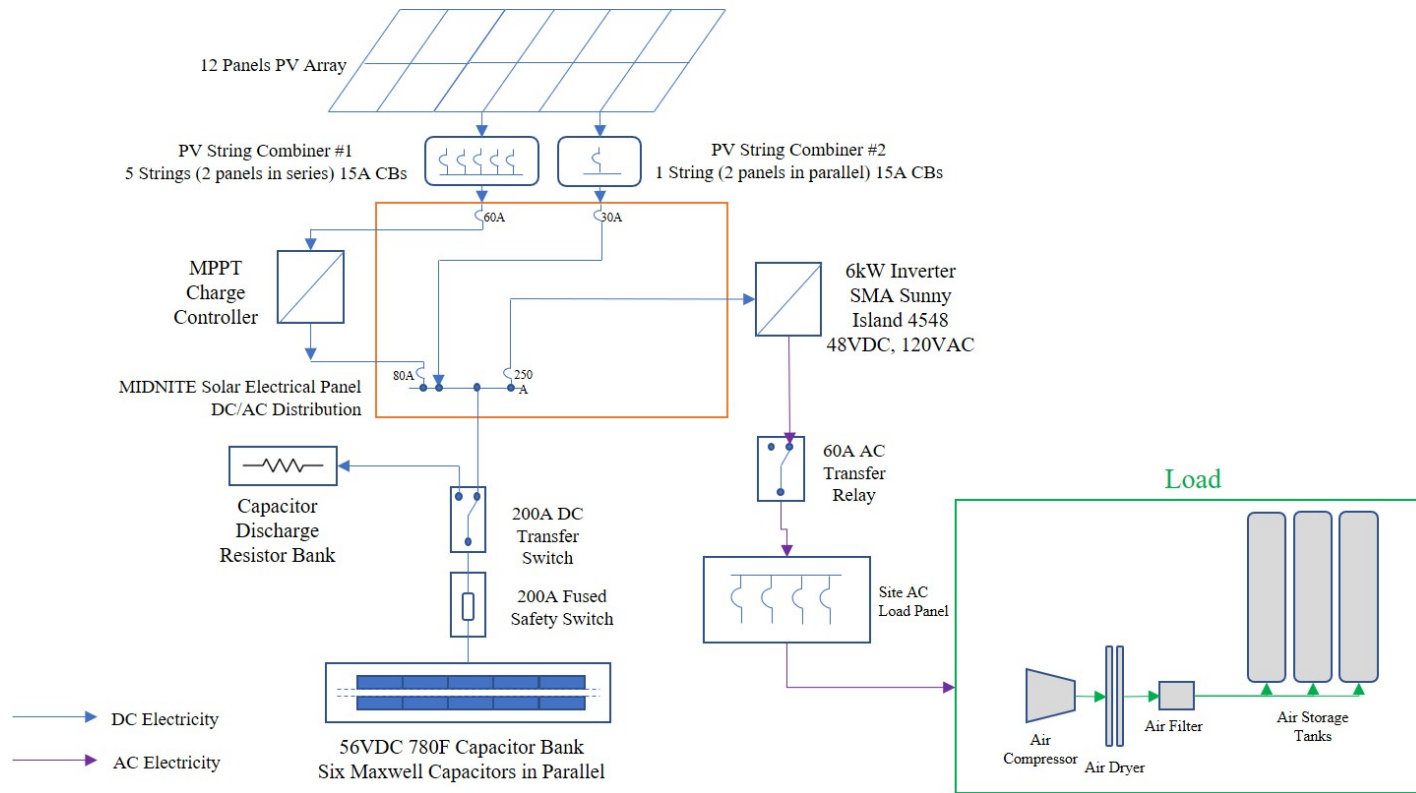 12 Panels PV Array
PV String Combiner #1
5 Strings (2 panels in series) 15A CBs
PV String Combiner #2
1 String (2 panels in parallel) 15A CBs
60A
30A
MPPT
Charge
Controller
6kW Inverter
SMA Sunny
Island 4548
48VDC, 120VAC
80A
250
A
MIDNITE Solar Electrical Panel
DC/AC Distribution
60A AC
Transfer
Relay
Capacitor
Discharge
Resistor Bank
200A DC
Transfer
Switch
200A Fused
Safety Switch
Site AC
Load Panel
Load
Air
Compressor
Air Dryer
Air Filter
Air Storage
Tanks
DC Electricity
AC Electricity
56VDC 780F Capacitor Bank
Six Maxwell Capacitors in Parallel